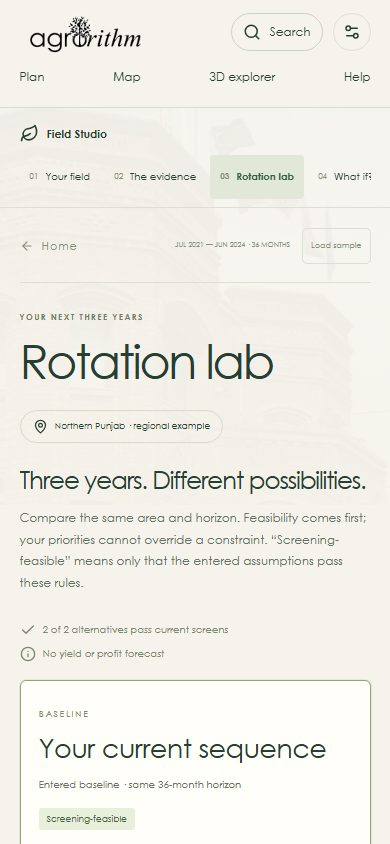 agrorithm
Search
Plan Map 3D explorer Help
Field Studio
01 Your field 02 The evidence 03 Rotation lab 04 What if?
← Home JUL 2021 — JUN 2024 · 36 MONTHS Load sample
YOUR NEXT THREE YEARS
Rotation lab
Northern Punjab · regional example
Three years. Different possibilities.
Compare the same area and horizon. Feasibility comes first;
your priorities cannot override a constraint. “Screening-
feasible” means only that the entered assumptions pass
these rules.
2 of 2 alternatives pass current screens
No yield or profit forecast
BASELINE
Your current sequence
Entered baseline · same 36-month horizon
Screening-feasible